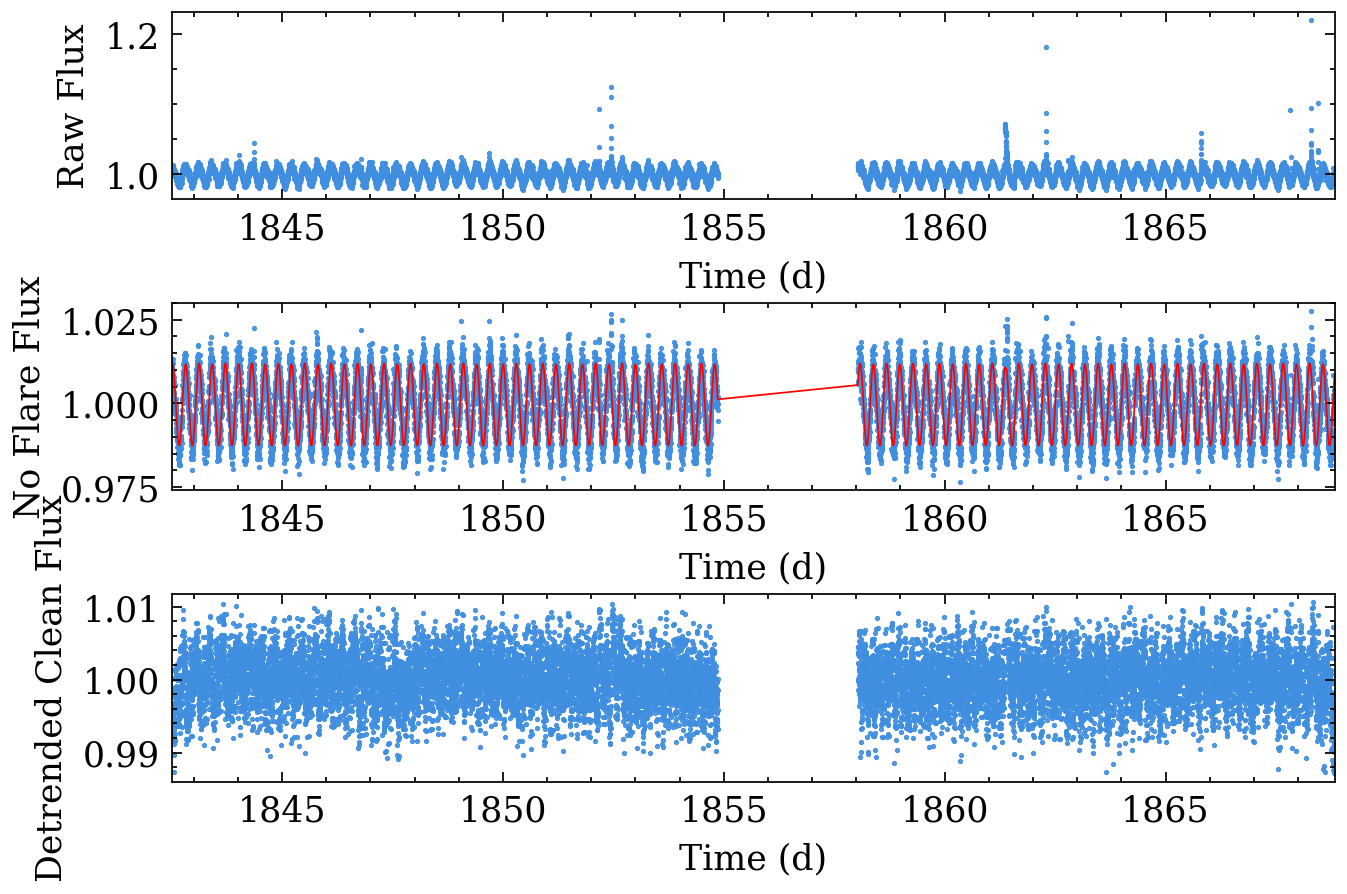 Raw Flux
1.2
1.0
1845 1850 1855 1860 1865
Time (d)
No Flare Flux
1.025
1.000
0.975
1845 1850 1855 1860 1865
Time (d)
Detrended Clean Flux
1.01
1.00
0.99
1845 1850 1855 1860 1865
Time (d)